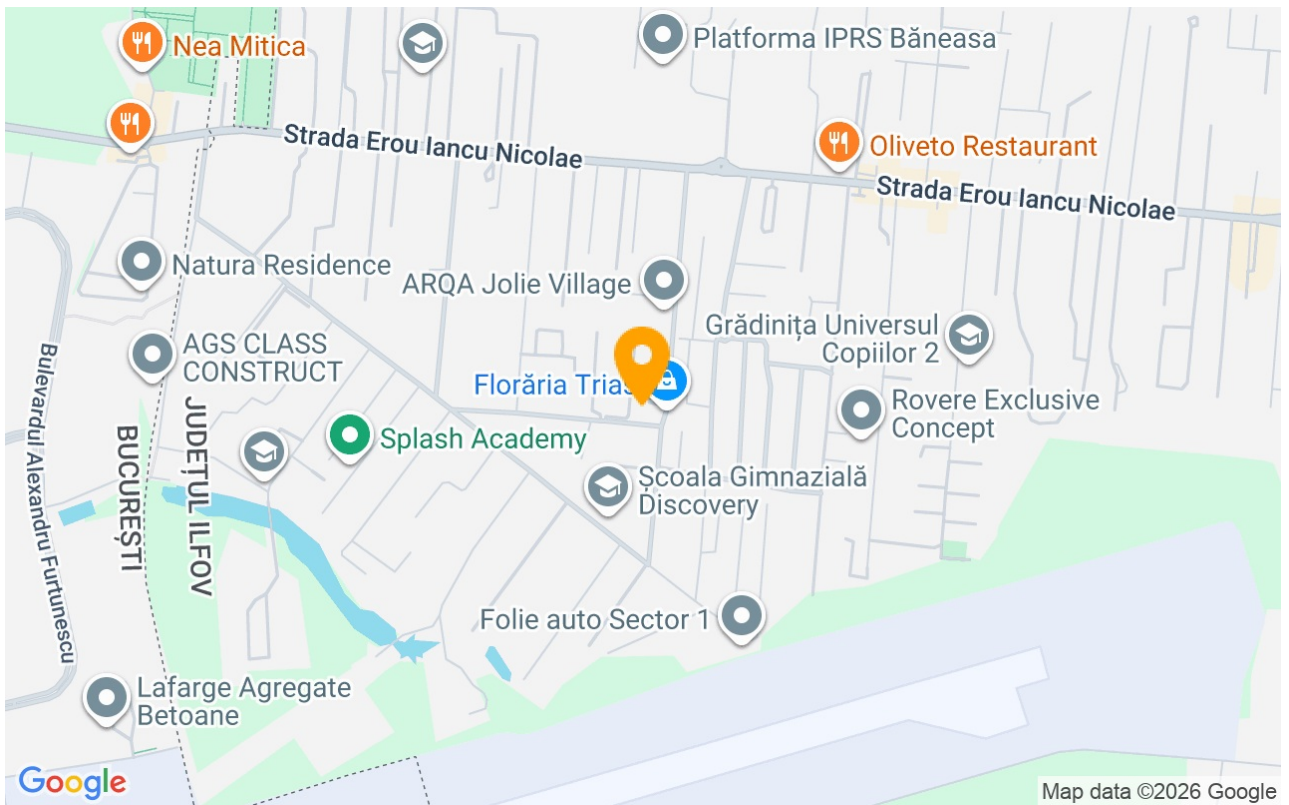 Nea Mitica
Platforma IPRS Băneasa
Strada Erou Iancu Nicolae
Oliveto Restaurant
Strada Erou Iancu Nicolae
Natura Residence
ARQA Jolie Village
Grădinița Universul
Copiilor 2
AGS CLASS
CONSTRUCT
Florăria Trias
Rovere Exclusive
Concept
Bulevardul Alexandru Furtunescu
BUCUREȘTI
JUDEȚUL ILFOV
Splash Academy
Școala Gimnazială
Discovery
Folie auto Sector 1
Lafarge Agregate
Betoane
Google
Map data ©2026 Google